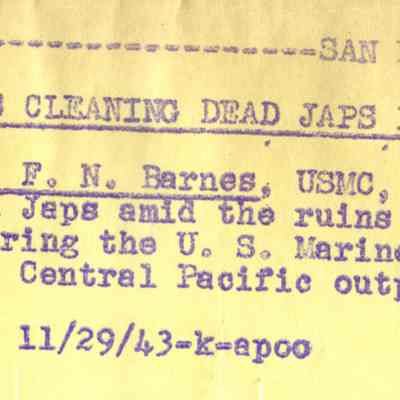 --------------------SAN
CLEANING DEAD JAPS
F. N. Barnes, USMC,
Japs amid the ruins
ring the U. S. Marine
Central Pacific outp
11/29/43-k-apoo